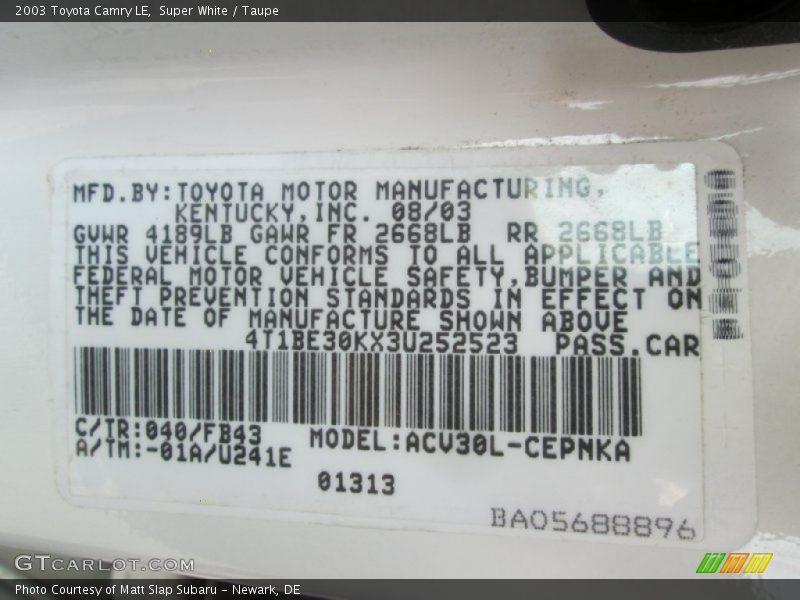 2003 Toyota Camry LE, Super White / Taupe
MFD.BY:TOYOTA MOTOR MANUFACTURING,
KENTUCKY,INC. 08/03
GVWR 4189LB GAWR FR 2668LB RR 2668LB
THIS VEHICLE CONFORMS TO ALL APPLICABLE
FEDERAL MOTOR VEHICLE SAFETY,BUMPER AND
THEFT PREVENTION STANDARDS IN EFFECT ON
THE DATE OF MANUFACTURE SHOWN ABOVE
4T1BE30KX3U252523 PASS.CAR
C/TR:040/FB43 MODEL:ACV30L-CEPNKA
A/TM:-01A/U241E
01313
BA05688896
GTCARLOT.COM
Photo Courtesy of Matt Slap Subaru - Newark, DE